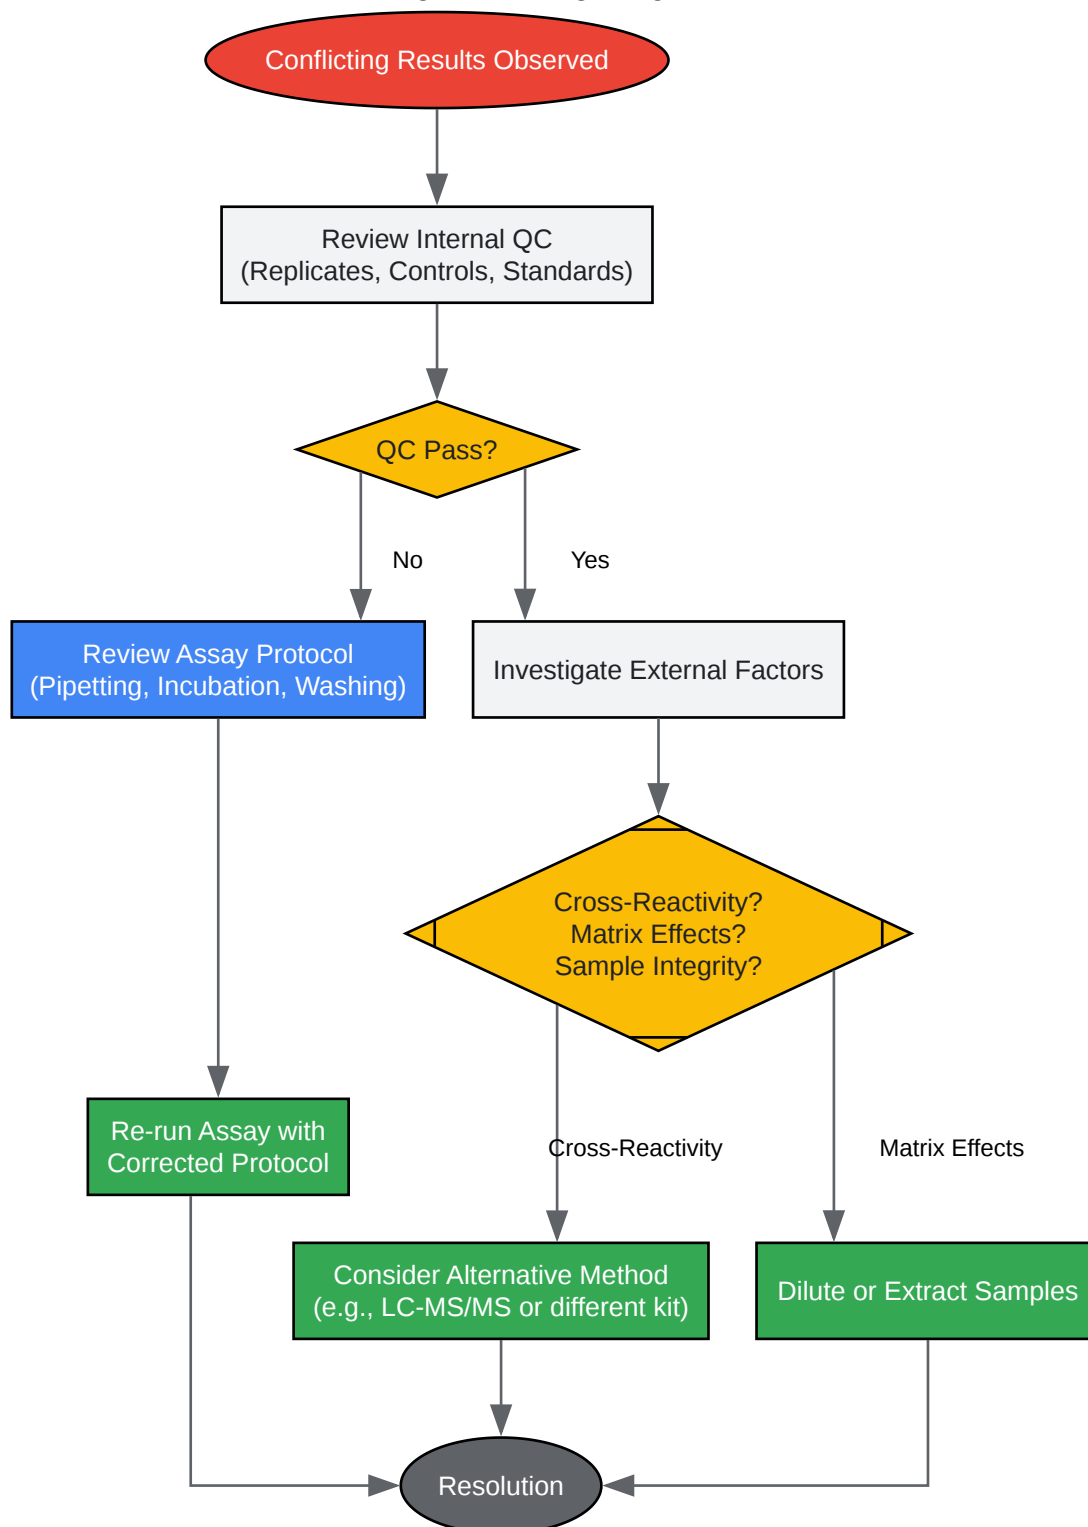 Conflicting Results Observed
Review Internal QC
(Replicates, Controls, Standards)
QC Pass?
No
Yes
Review Assay Protocol
(Pipetting, Incubation, Washing)
Investigate External Factors
Cross-Reactivity?
Matrix Effects?
Sample Integrity?
Re-run Assay with
Corrected Protocol
Cross-Reactivity
Matrix Effects
Consider Alternative Method
(e.g., LC-MS/MS or different kit)
Dilute or Extract Samples
Resolution